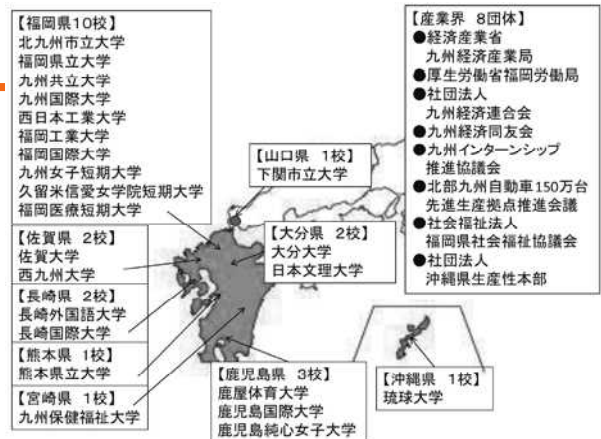 【福岡県10校】
北九州市立大学
福岡県立大学
九州共立大学
九州国際大学
西日本工業大学
福岡工業大学
福岡国際大学
九州女子短期大学
久留米信愛女学院短期大学
福岡医療短期大学
【佐賀県 2校】
佐賀大学
西九州大学
【長崎県 2校】
長崎外国語大学
長崎国際大学
【熊本県 1校】
熊本県立大学
【宮崎県 1校】
九州保健福祉大学
【山口県 1校】
下関市立大学
【大分県 2校】
大分大学
日本文理大学
【鹿児島県 3校】
鹿屋体育大学
鹿児島国際大学
鹿児島純心女子大学
【沖縄県 1校】
琉球大学
【産業界 8団体】
●経済産業省
九州経済産業局
●厚生労働省福岡労働局
●社団法人
九州経済連合会
●九州経済同友会
●九州インターンシップ
推進協議会
●北部九州自動車150万台
先進生産拠点推進会議
●社会福祉法人
福岡県社会福祉協議会
●社団法人
沖縄県生産性本部